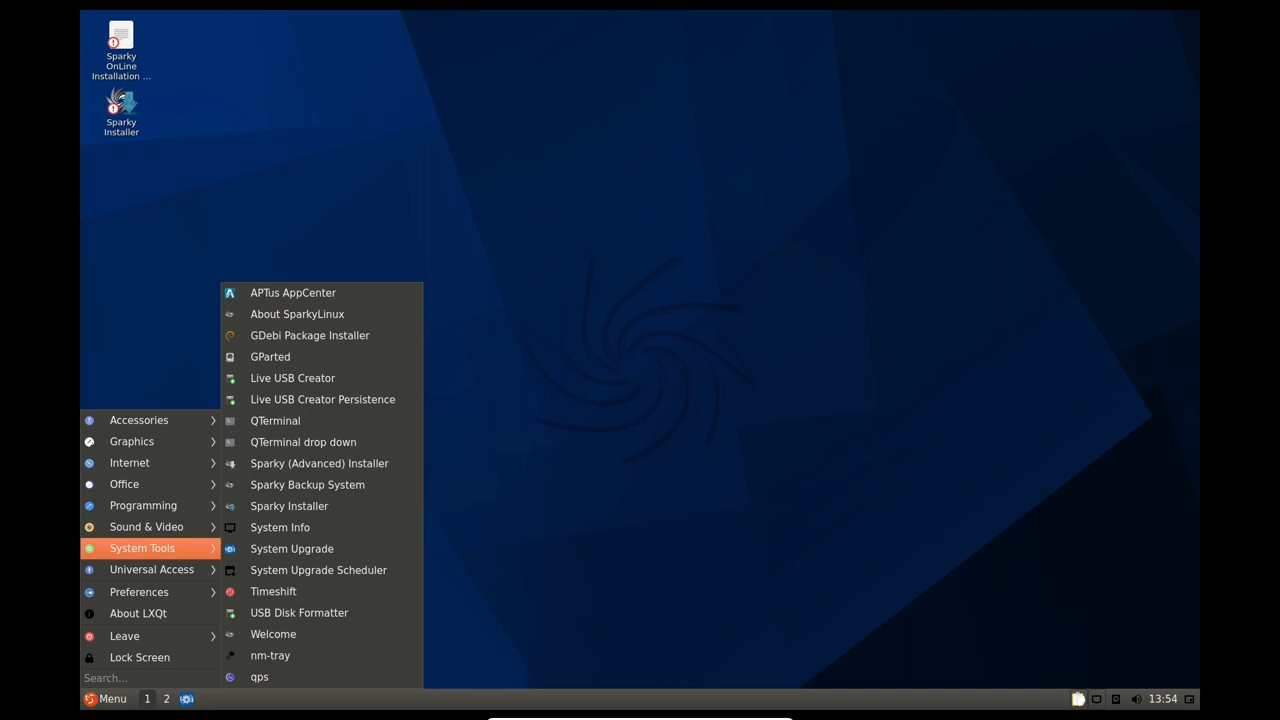 Sparky
OnLine
Installation ...
Sparky
Installer
APTus AppCenter
About SparkyLinux
GDebi Package Installer
GParted
Live USB Creator
Live USB Creator Persistence
QTerminal
QTerminal drop down
Sparky (Advanced) Installer
Sparky Backup System
Sparky Installer
System Info
System Upgrade
System Upgrade Scheduler
Timeshift
USB Disk Formatter
Welcome
nm-tray
qps
Accessories
Graphics
Internet
Office
Programming
Sound & Video
System Tools
Universal Access
Preferences
About LXQt
Leave
Lock Screen
Search...
Menu 1 2 13:54